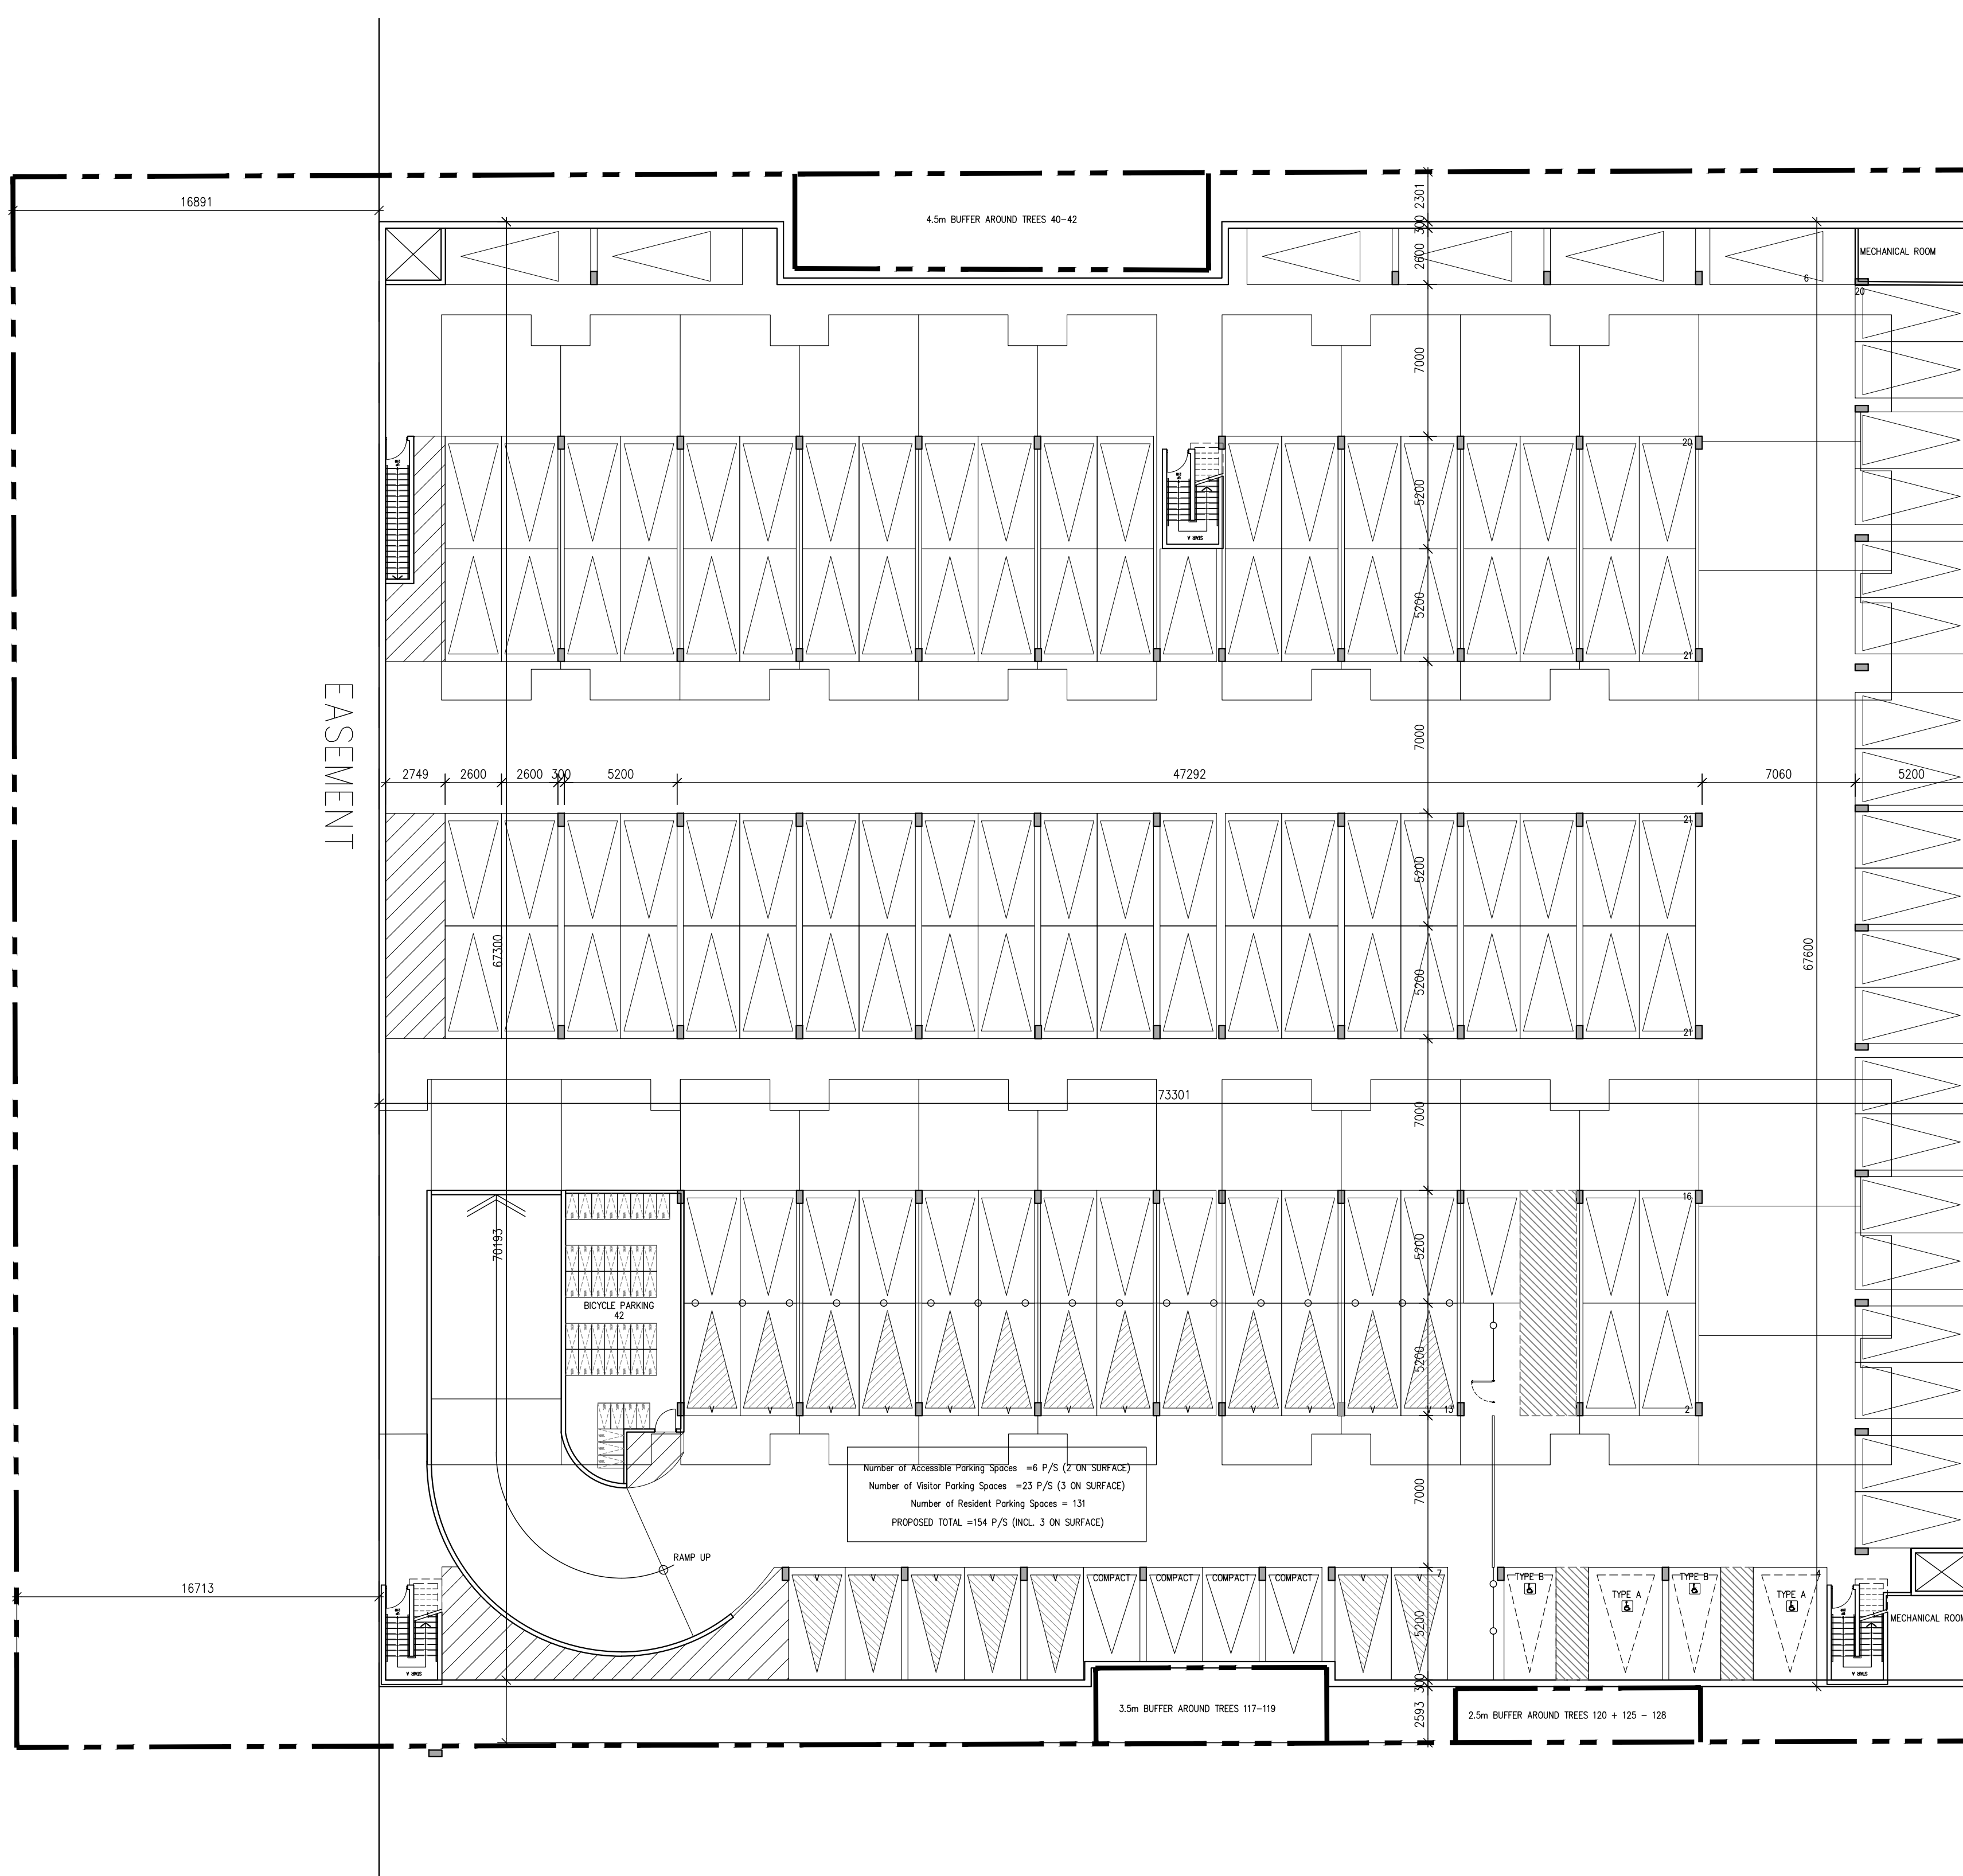 16891
2301
4.5m BUFFER AROUND TREES 40-42
300
2600
MECHANICAL ROOM
6
20
7000
20
5200
STAIR A
5200
21
EASEMENT
7000
2749
2600
2600
300
5200
47292
7060
5200
21
5200
67300
67600
5200
21
73301
7000
16
70193
5200
BICYCLE PARKING
42
5200
V V V V V V V V V V V V V
13
2
Number of Accessible Parking Spaces =6 P/S (2 ON SURFACE)
Number of Visitor Parking Spaces =23 P/S (3 ON SURFACE)
Number of Resident Parking Spaces = 131
PROPOSED TOTAL =154 P/S (INCL. 3 ON SURFACE)
7000
RAMP UP
16713
V V V V V COMPACT COMPACT COMPACT COMPACT V V
7
TYPE B
TYPE A
TYPE B
TYPE A
4
5200
MECHANICAL ROOM
STAIR A
STAIR A
300
2593
3.5m BUFFER AROUND TREES 117-119
2.5m BUFFER AROUND TREES 120 + 125 - 128